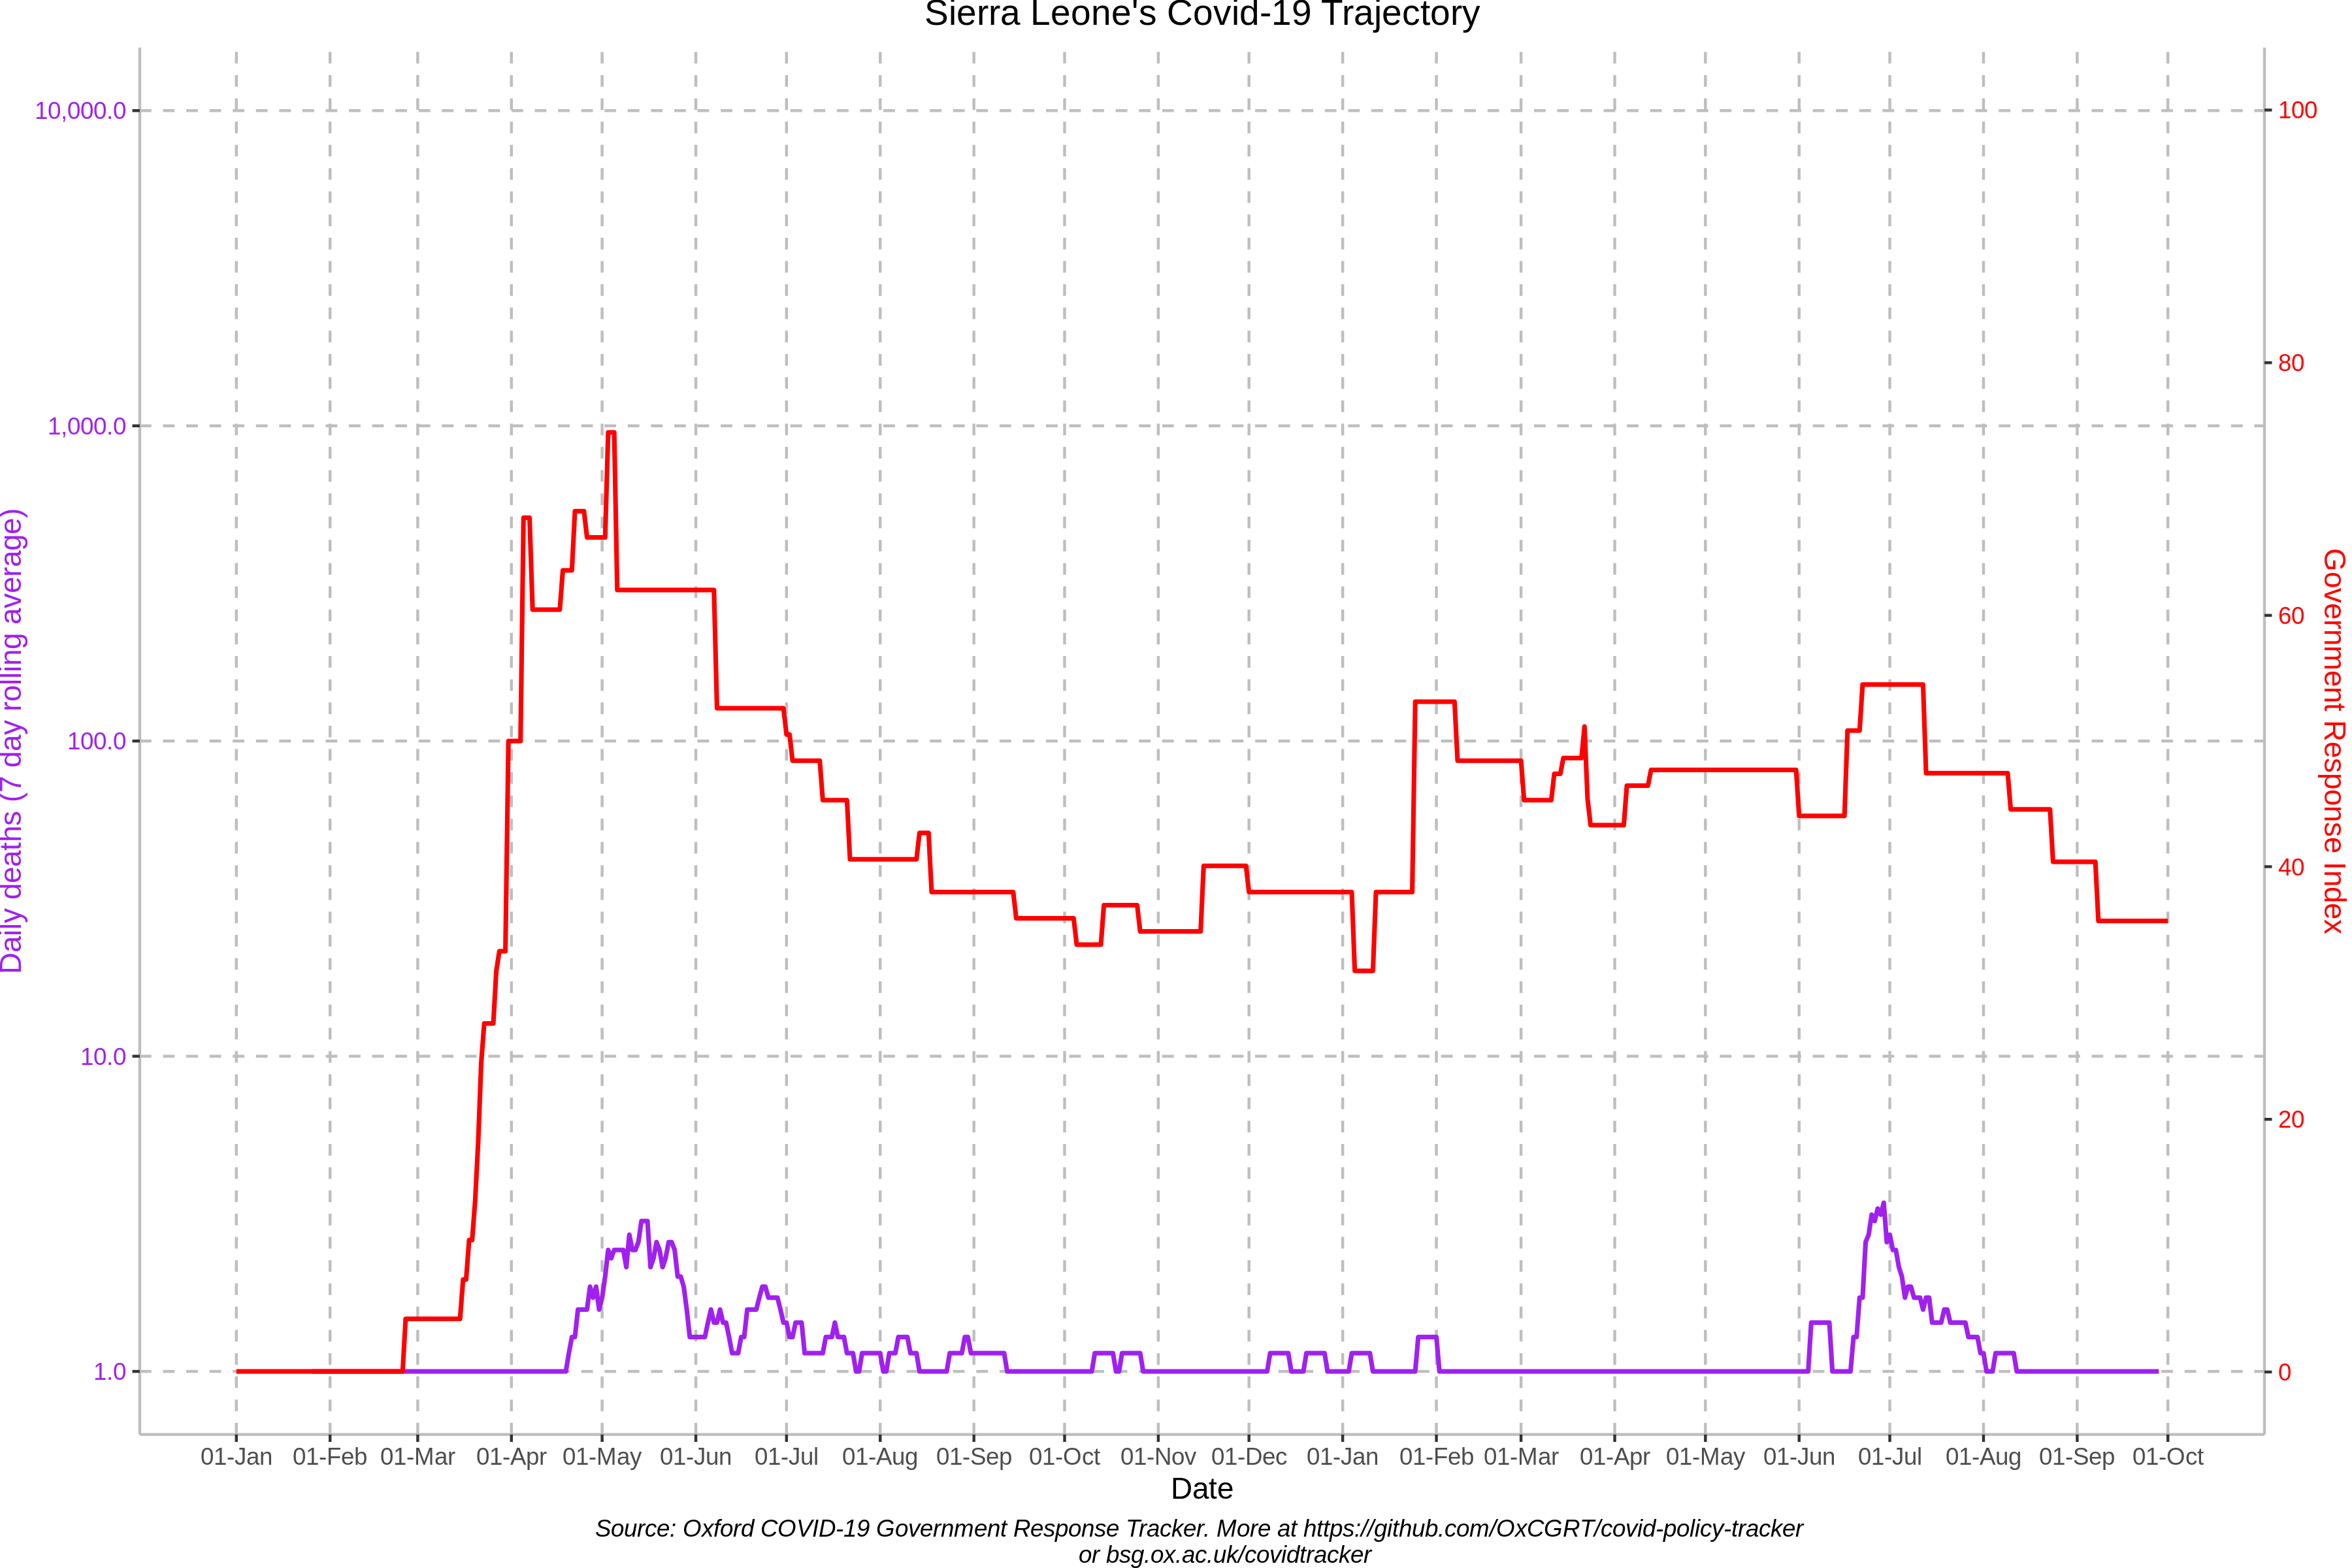 Sierra Leone's Covid-19 Trajectory
Daily deaths (7 day rolling average)
10,000.0
1,000.0
100.0
10.0
1.0
100
80
60
40
20
0
Government Response Index
01-Jan 01-Feb 01-Mar 01-Apr 01-May 01-Jun 01-Jul 01-Aug 01-Sep 01-Oct 01-Nov 01-Dec 01-Jan 01-Feb 01-Mar 01-Apr 01-May 01-Jun 01-Jul 01-Aug 01-Sep 01-Oct
Date
Source: Oxford COVID-19 Government Response Tracker. More at https://github.com/OxCGRT/covid-policy-tracker
or bsg.ox.ac.uk/covidtracker